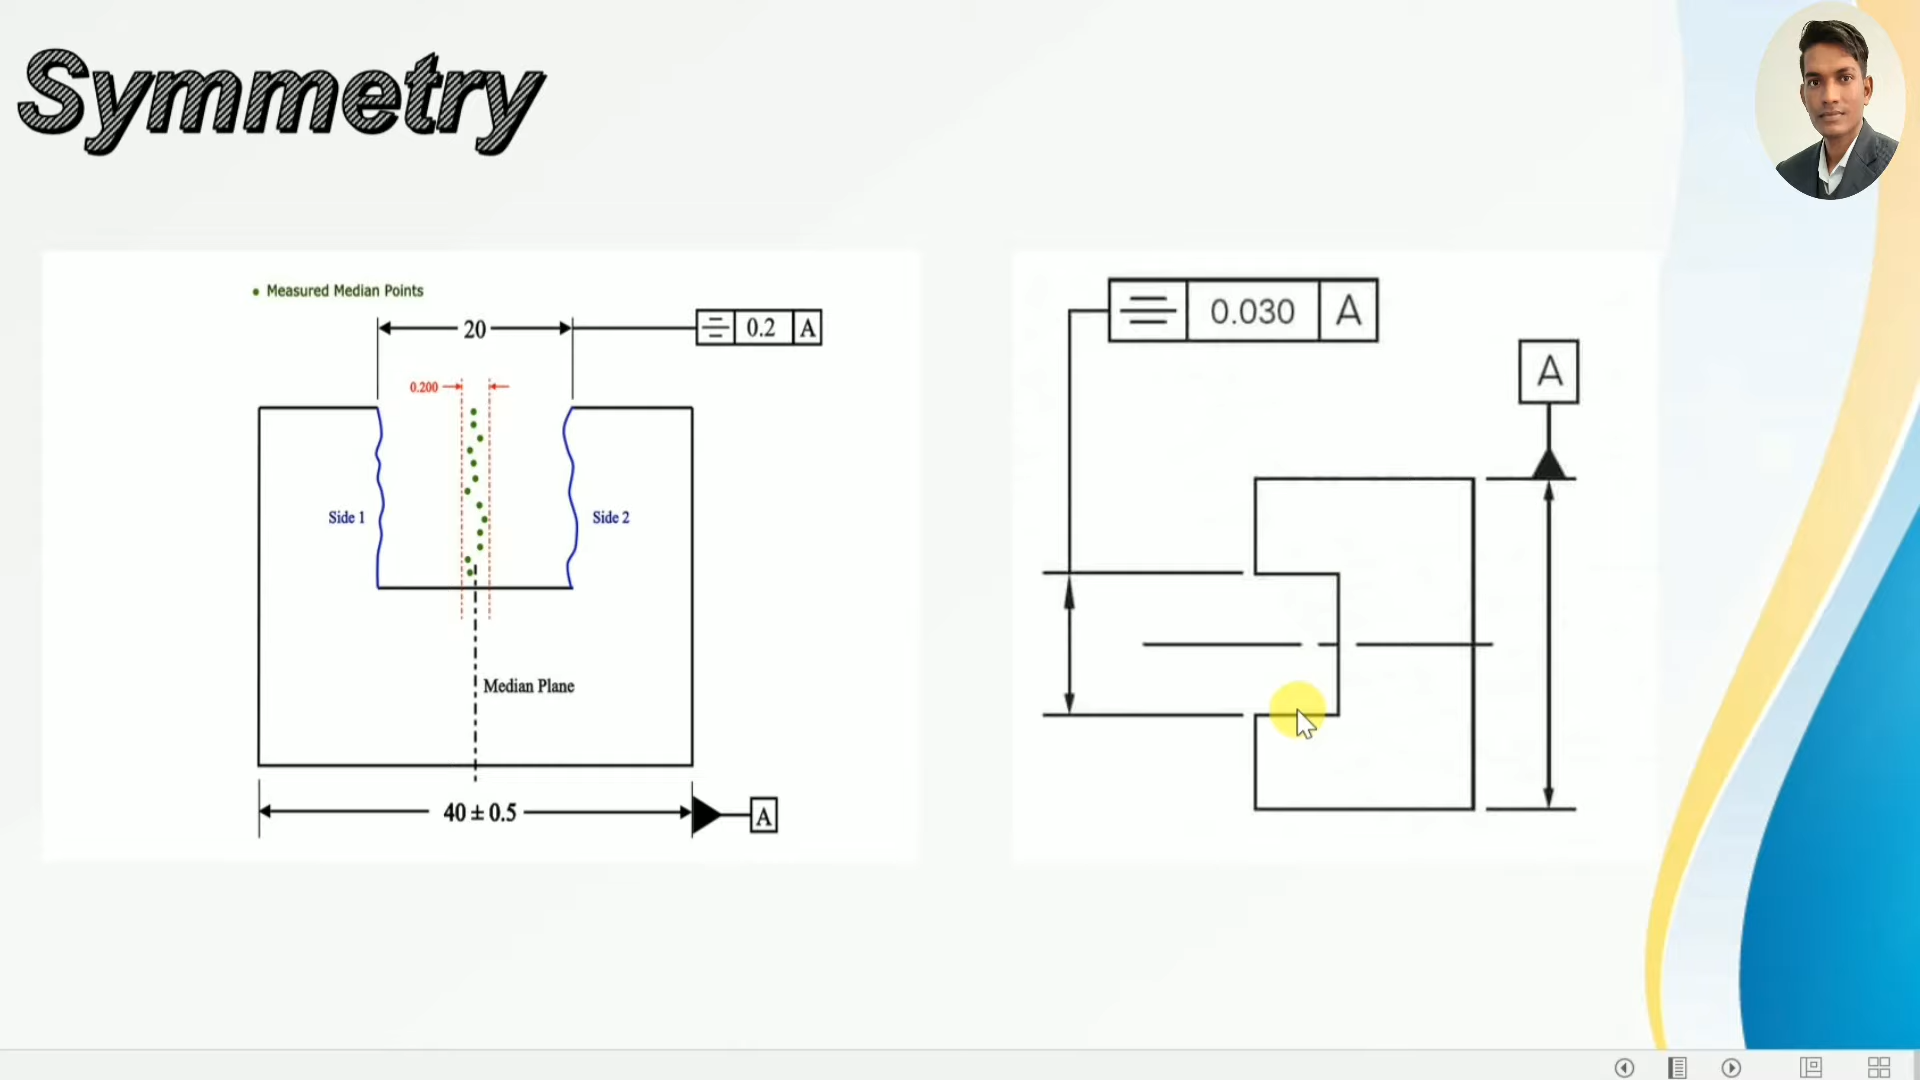 Symmetry
Measured Median Points
20
0.2
A
0.200
Side 1
Side 2
Median Plane
40 ± 0.5
A
0.030
A
A